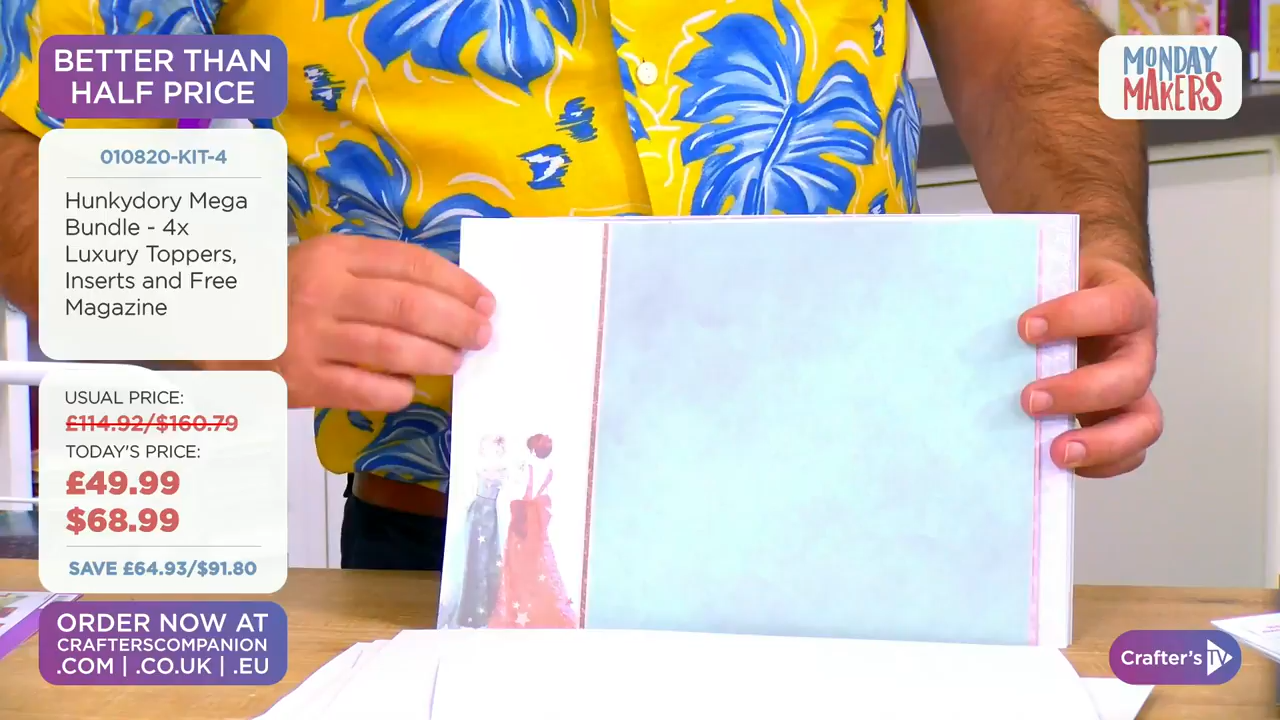 BETTER THAN
HALF PRICE
010820-KIT-4
Hunkydory Mega
Bundle - 4x
Luxury Toppers,
Inserts and Free
Magazine
USUAL PRICE:
£114.92/$160.79
TODAY'S PRICE:
£49.99
$68.99
SAVE £64.93/$91.80
ORDER NOW AT
CRAFTERSCOMPANION
.COM | .CO.UK | .EU
MONDAY
MAKERS
Crafter's TV